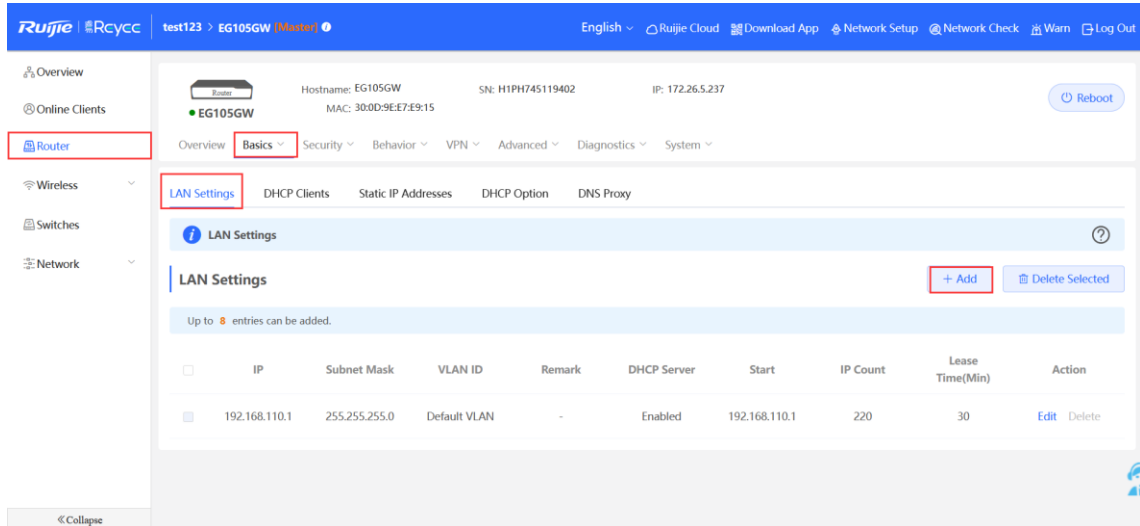 Ruijie Rcycc test123 > EG105GW [Master] English Ruijie Cloud Download App Network Setup Network Check Warn Log Out
Overview
Online Clients
Router
Wireless
Switches
Network
Collapse
Router
EG105GW
Hostname: EG105GW SN: H1PH745119402 IP: 172.26.5.237
MAC: 30:0D:9E:E7:E9:15
Reboot
Overview Basics Security Behavior VPN Advanced Diagnostics System
LAN Settings DHCP Clients Static IP Addresses DHCP Option DNS Proxy
i LAN Settings ?
LAN Settings + Add Delete Selected
Up to 8 entries can be added.
IP Subnet Mask VLAN ID Remark DHCP Server Start IP Count Lease Time(Min) Action
192.168.110.1 255.255.255.0 Default VLAN - Enabled 192.168.110.1 220 30 Edit Delete